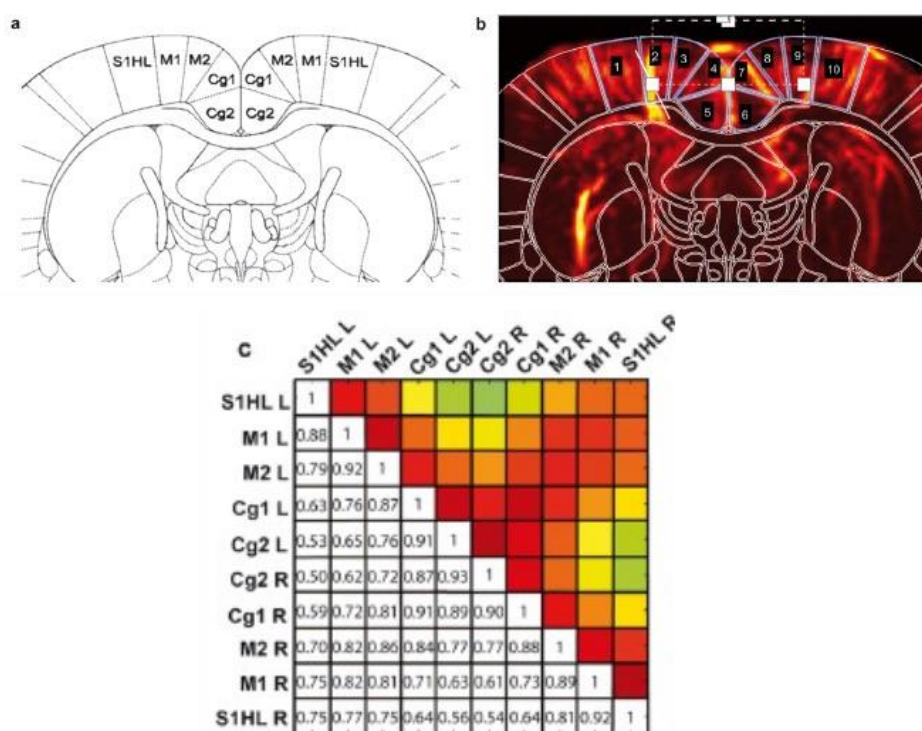 a
S1HL M1 M2 M2 M1 S1HL
Cg1 Cg1
Cg2 Cg2
b
1 2 3 4 7 8 9 10
5 6
c
S1HL L M1 L M2 L Cg1 L Cg2 L Cg2 R Cg1 R M2 R M1 R S1HL R
S1HL L 1
M1 L 0.88 1
M2 L 0.79 0.92 1
Cg1 L 0.63 0.76 0.87 1
Cg2 L 0.53 0.65 0.76 0.91 1
Cg2 R 0.50 0.62 0.72 0.87 0.93 1
Cg1 R 0.59 0.72 0.81 0.91 0.89 0.90 1
M2 R 0.70 0.82 0.86 0.84 0.77 0.77 0.88 1
M1 R 0.75 0.82 0.81 0.71 0.63 0.61 0.73 0.89 1
S1HL R 0.75 0.77 0.75 0.64 0.56 0.54 0.64 0.81 0.92 1